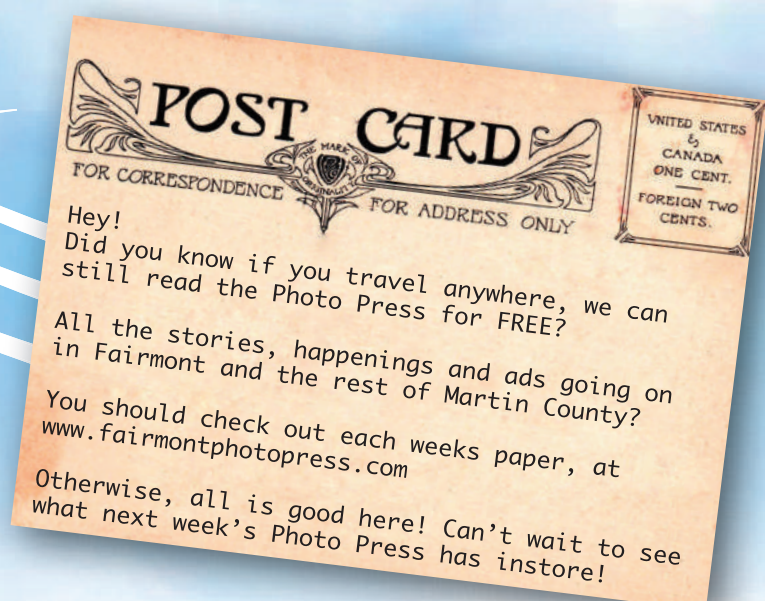 POST CARD
THE MARK OF
ORIGINALITY
FOR CORRESPONDENCE
FOR ADDRESS ONLY
VNITED STATES
&
CANADA
ONE CENT.
FOREIGN TWO
CENTS.
Hey!
Did you know if you travel anywhere, we can
still read the Photo Press for FREE?
All the stories, happenings and ads going on
in Fairmont and the rest of Martin County?
You should check out each weeks paper, at
www.fairmontphotopress.com
Otherwise, all is good here! Can't wait to see
what next week's Photo Press has instore!